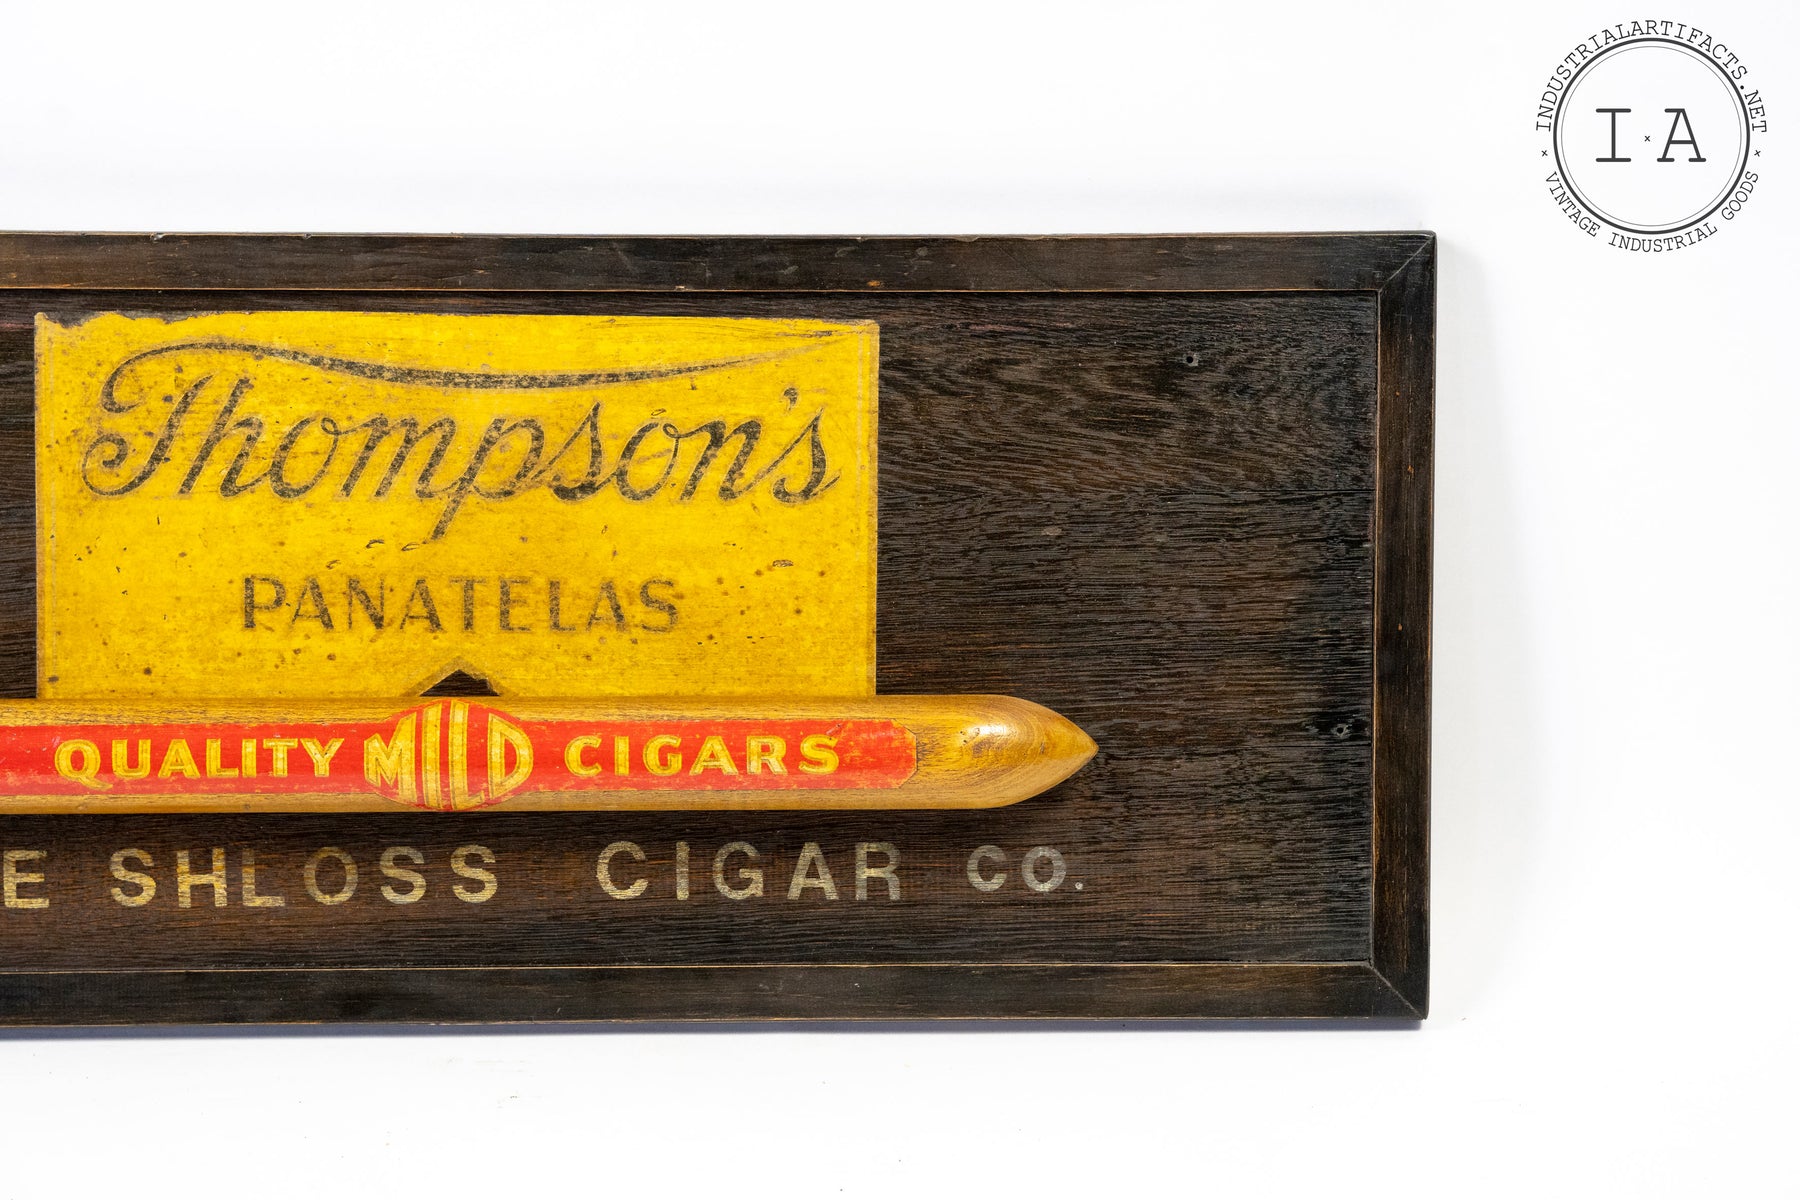 INDUSTRIALARTIFACTS.NET
I×A
× VINTAGE INDUSTRIAL GOODS ×
Thompson's
PANATELAS
QUALITY MILD CIGARS
E SHLOSS CIGAR CO.